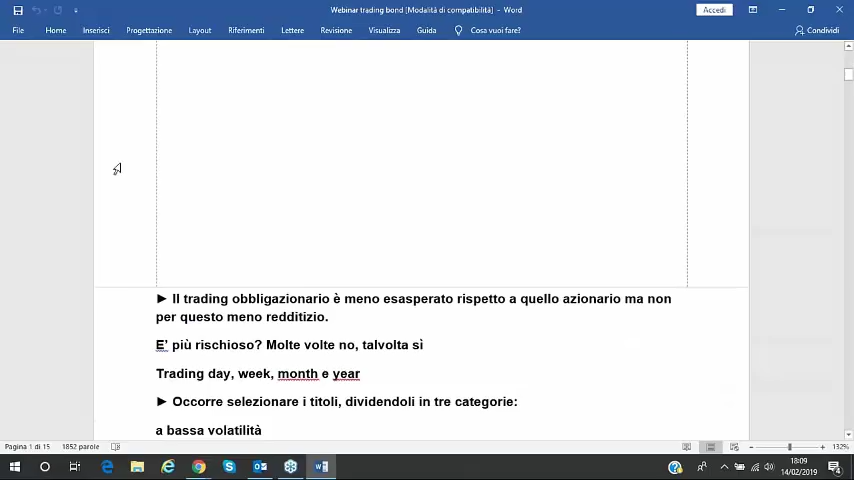 Webinar trading bond [Modalità di compatibilità] - Word
Accedi
File Home Inserisci Progettazione Layout Riferimenti Lettere Revisione Visualizza Guida Cosa vuoi fare? Condividi
► Il trading obbligazionario è meno esasperato rispetto a quello azionario ma non
per questo meno redditizio.
E' più rischioso? Molte volte no, talvolta sì
Trading day, week, month e year
► Occorre selezionare i titoli, dividendoli in tre categorie:
a bassa volatilità
Pagina 1 di 15 1852 parole 132%
18:09
14/02/2019
4